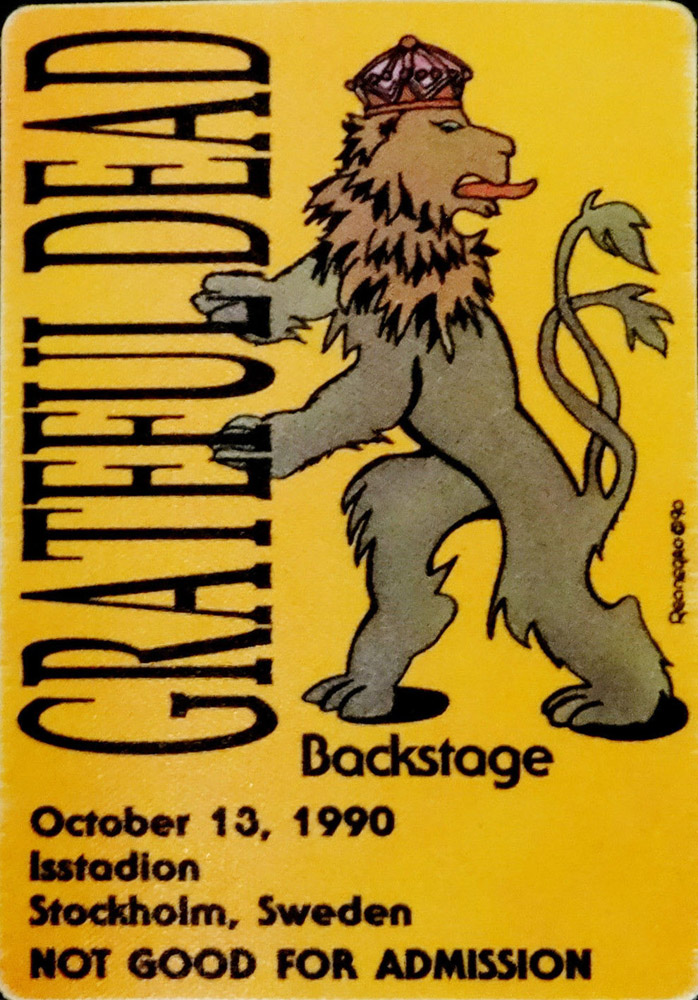 GRATEFUL DEAD
Backstage
October 13, 1990
Isstadion
Stockholm, Sweden
NOT GOOD FOR ADMISSION